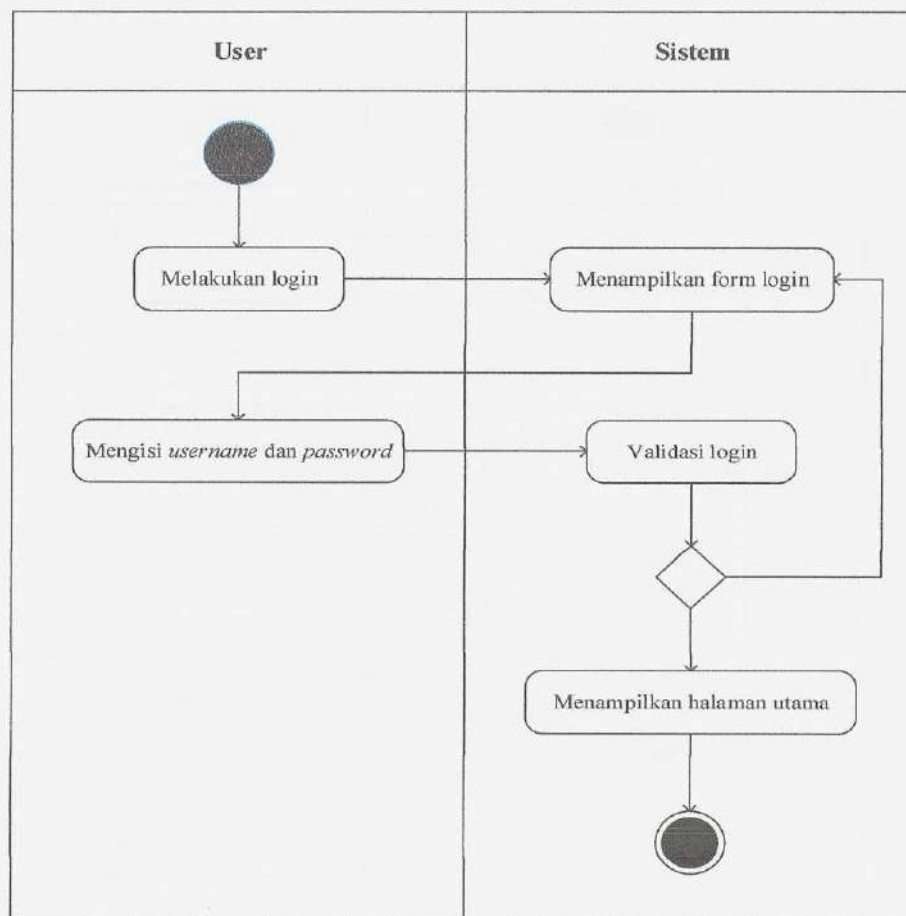 User
Sistem
Melakukan login
Menampilkan form login
Mengisi username dan password
Validasi login
Menampilkan halaman utama